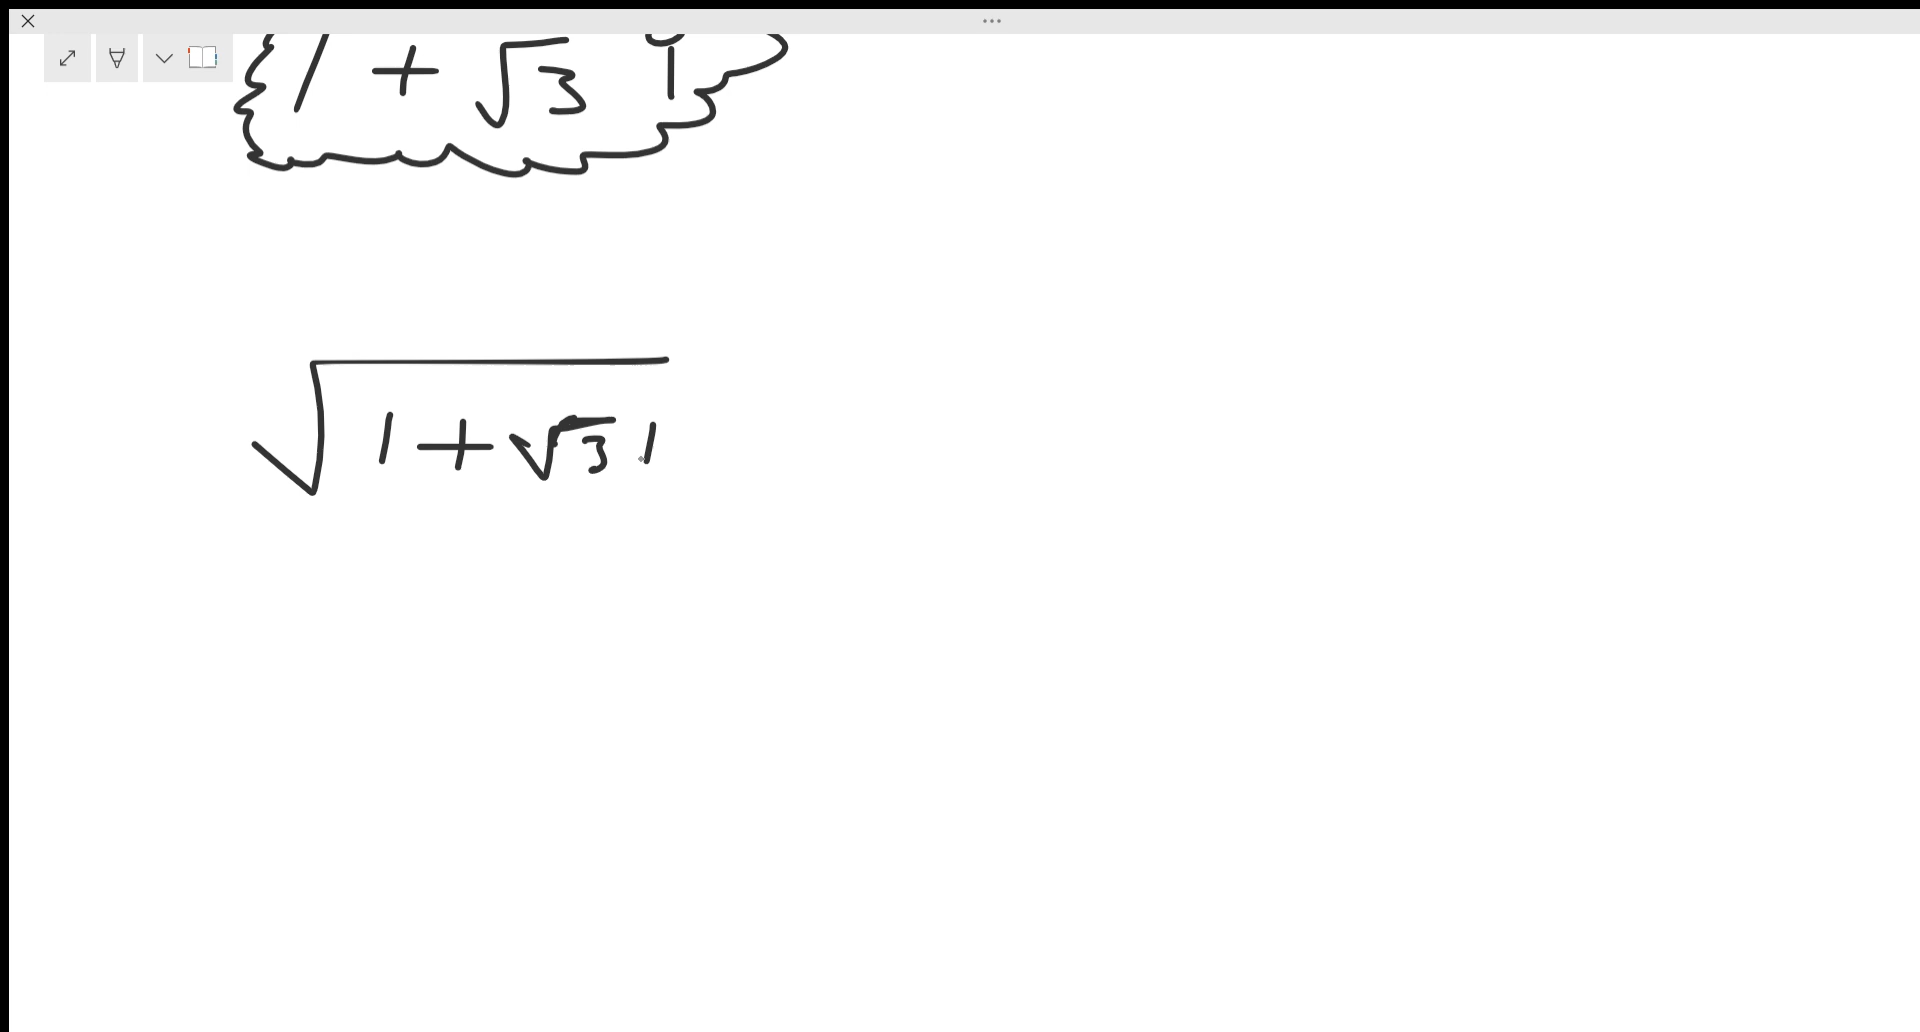 1 + √3 i
√(1 + √3 i)